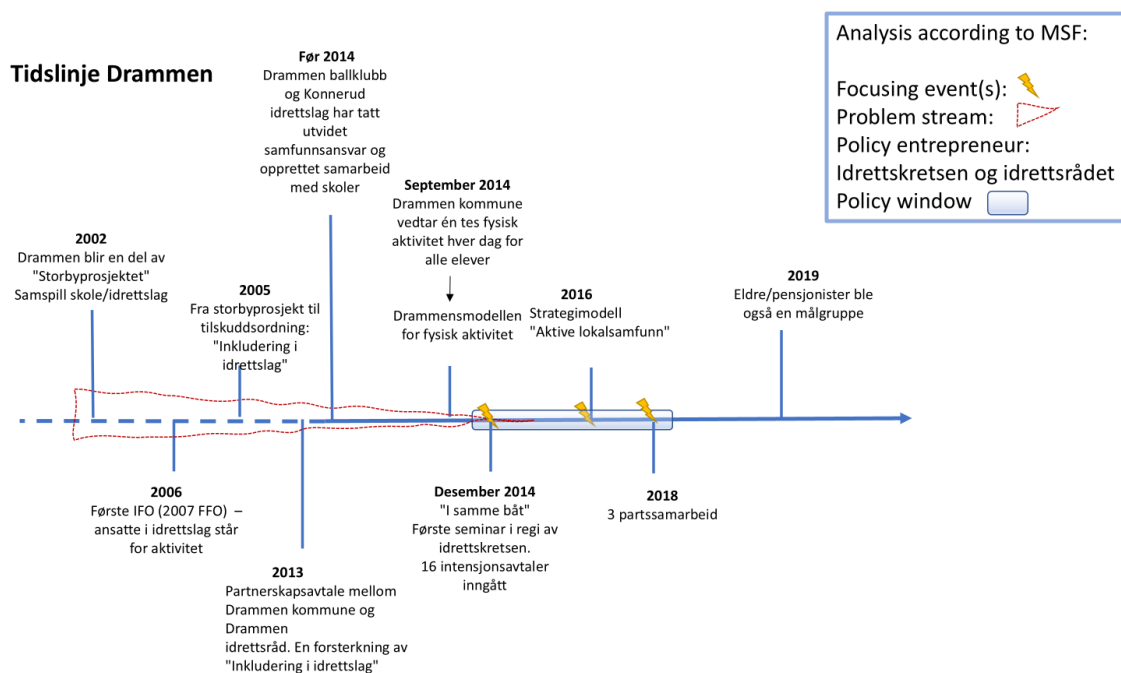 Tidslinje Drammen
Analysis according to MSF:
Focusing event(s):
Problem stream:
Policy entrepreneur:
Idrettskretsen og idrettsrådet
Policy window
Før 2014
Drammen ballklubb
og Konnerud
idrettslag har tatt
utvidet
samfunnsansvar og
opprettet samarbeid
med skoler
September 2014
Drammen kommune
vedtar én tes fysisk
aktivitet hver dag for
alle elever
Drammensmodellen
for fysisk aktivitet
2002
Drammen blir en del av
"Storbyprosjektet"
Samspill skole/idrettslag
2005
Fra storbyprosjekt til
tilskuddsordning:
"Inkludering i
idrettslag"
2016
Strategimodell
"Aktive lokalsamfunn"
2019
Eldre/pensjonister ble
også en målgruppe
2006
Første IFO (2007 FFO) –
ansatte i idrettslag står
for aktivitet
2013
Partnerskapsavtale mellom
Drammen kommune og
Drammen
idrettsråd. En forsterkning av
"Inkludering i idrettslag"
Desember 2014
"I samme båt"
Første seminar i regi av
idrettskretsen.
16 intensjonsavtaler
inngått
2018
3 partssamarbeid